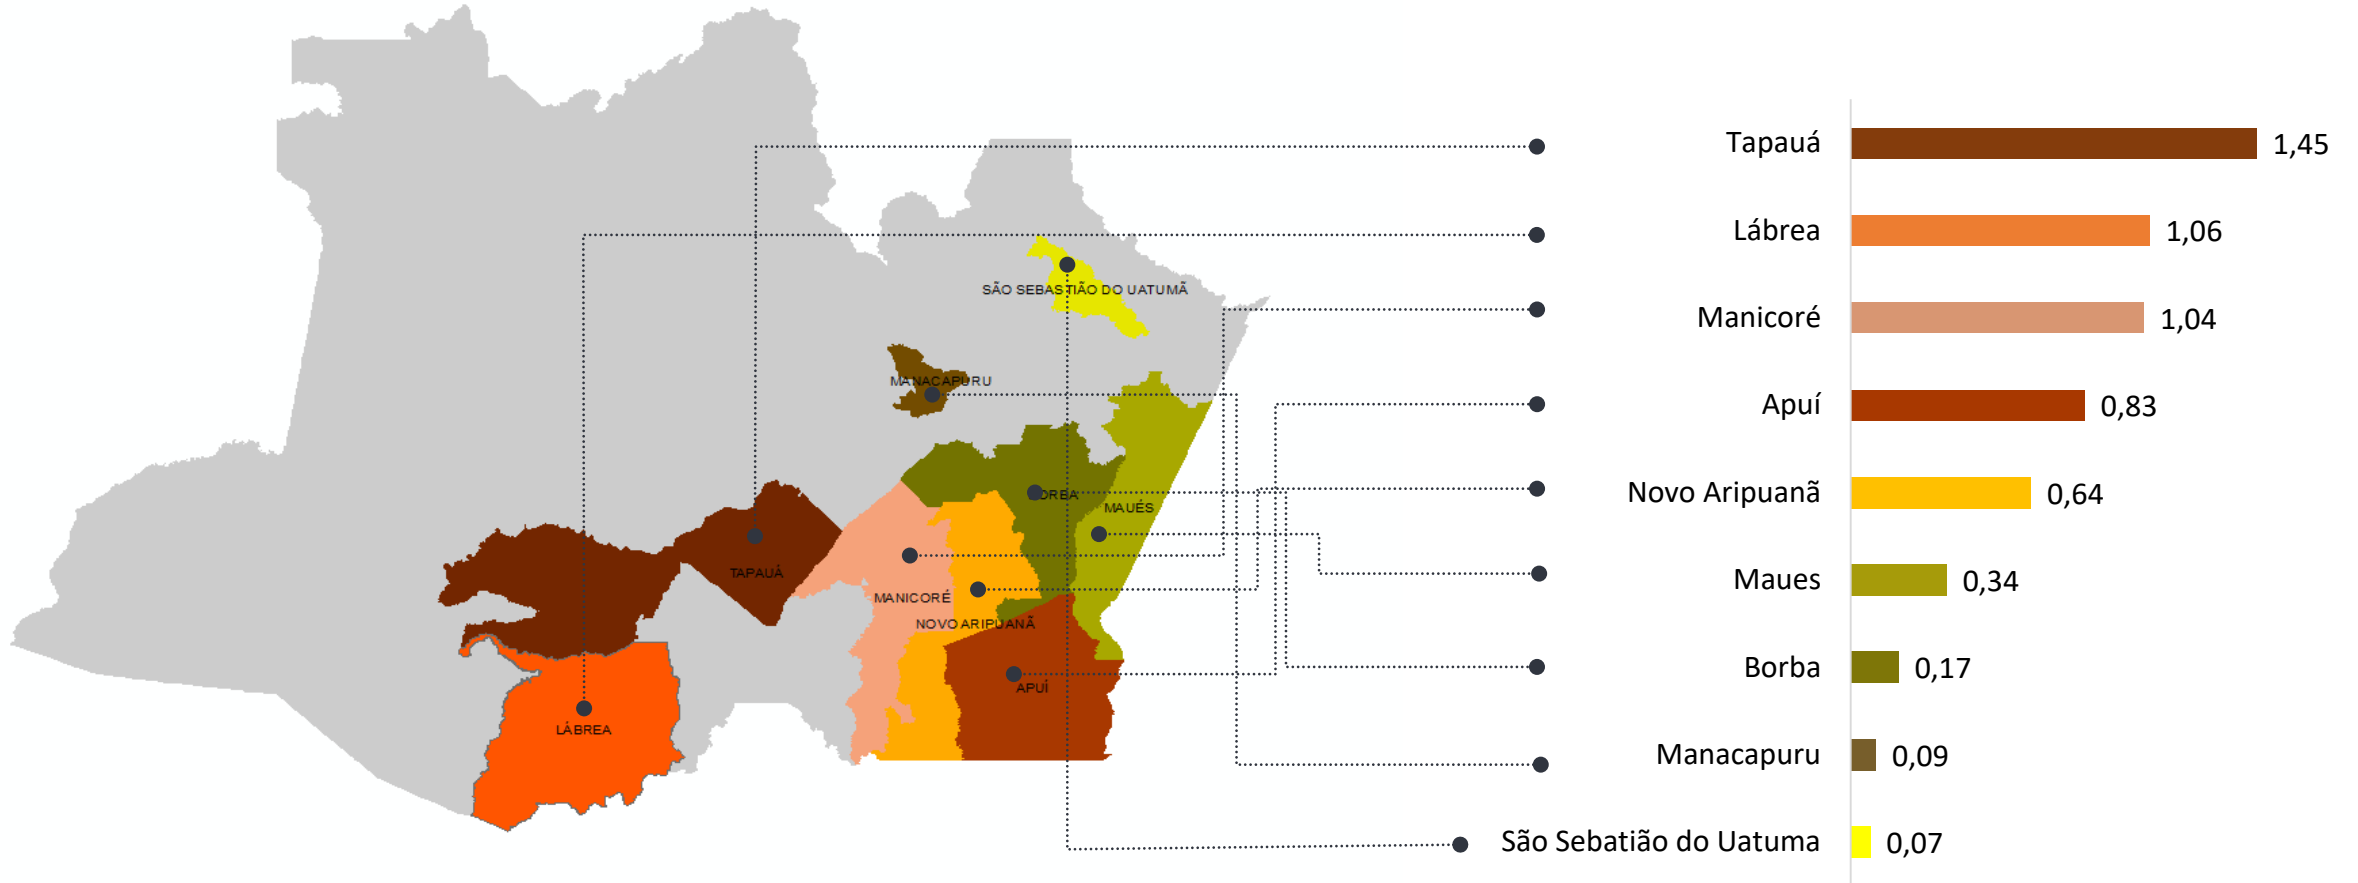 SÃO SEBASTIÃO DO UATUMÃ
MANACAPURU
BORBA
MAUÉS
TAPAUÁ
MANICORÉ
NOVO ARIPUANÃ
APUÍ
LÁBREA
Tapauá 1,45
Lábrea 1,06
Manicoré 1,04
Apuí 0,83
Novo Aripuanã 0,64
Maues 0,34
Borba 0,17
Manacapuru 0,09
São Sebatião do Uatuma 0,07